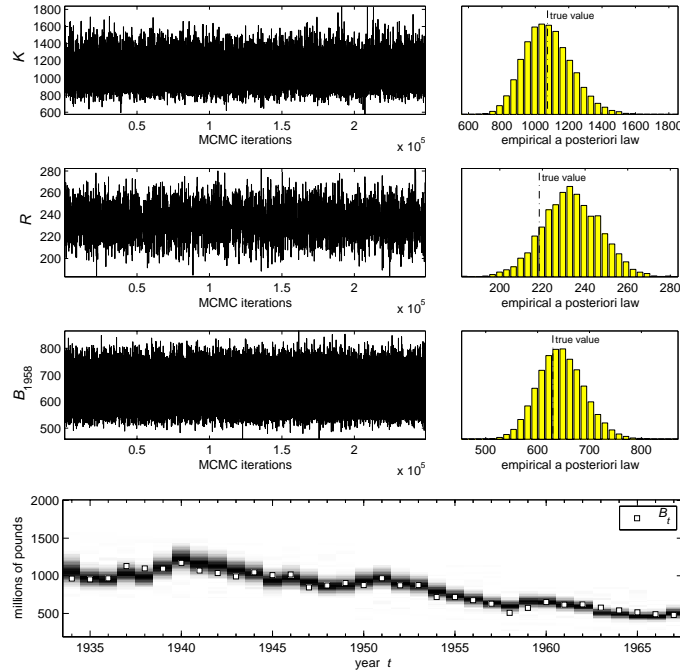 1800
1600
1400
1200
1000
800
600
K
0.5 1 1.5 2
MCMC iterations
x 10^5
true value
600 800 1000 1200 1400 1600 1800
empirical a posteriori law
280
260
240
220
200
R
0.5 1 1.5 2
MCMC iterations
x 10^5
true value
200 220 240 260 280
empirical a posteriori law
800
700
600
500
B_1958
0.5 1 1.5 2
MCMC iterations
x 10^5
true value
500 600 700 800
empirical a posteriori law
2000
1500
1000
500
millions of pounds
B_t
1935 1940 1945 1950 1955 1960 1965
year t